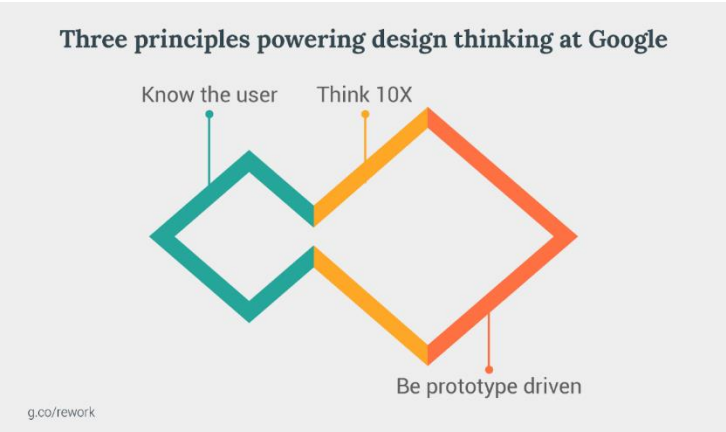 Three principles powering design thinking at Google
Know the user
Think 10X
Be prototype driven
g.co/rework